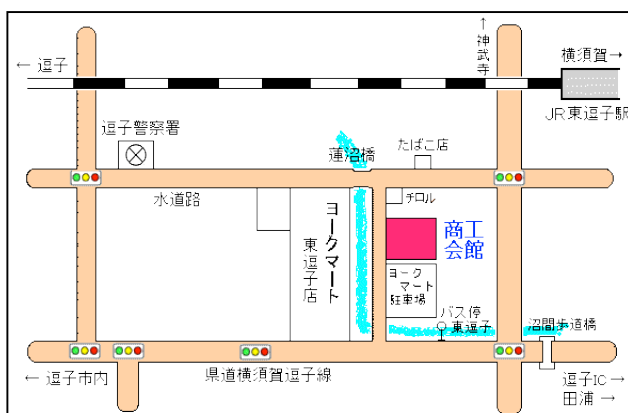 ← 逗子
↑神武寺
横須賀→
JR東逗子駅
逗子警察署
蓮沼橋
たばこ店
水道路
チロル
ヨークマート
東逗子店
商工
会館
ヨーク
マート
駐車場
バス停
東逗子
沼間歩道橋
← 逗子市内
県道横須賀逗子線
逗子IC→
田浦 →